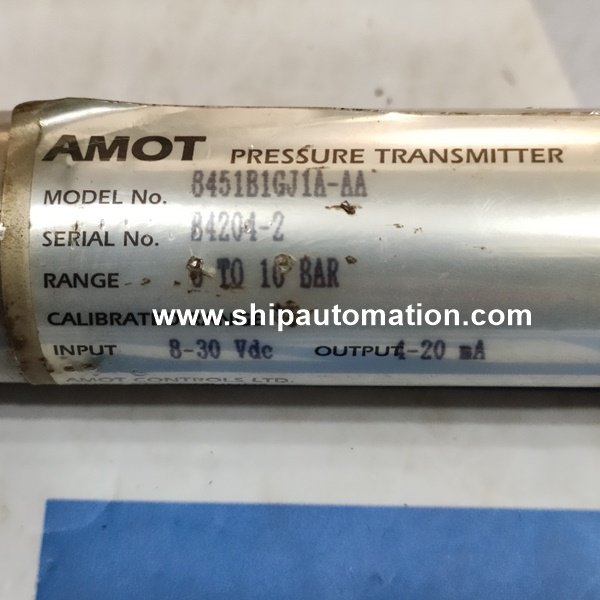 AMOT PRESSURE TRANSMITTER
MODEL No. 8451B1GJ1A-AA
SERIAL No. 84204-2
RANGE 0 TO 10 BAR
www.shipautomation.com
INPUT 8-30 Vdc OUTPUT 4-20 mA
AMOT CONTROLS LTD.